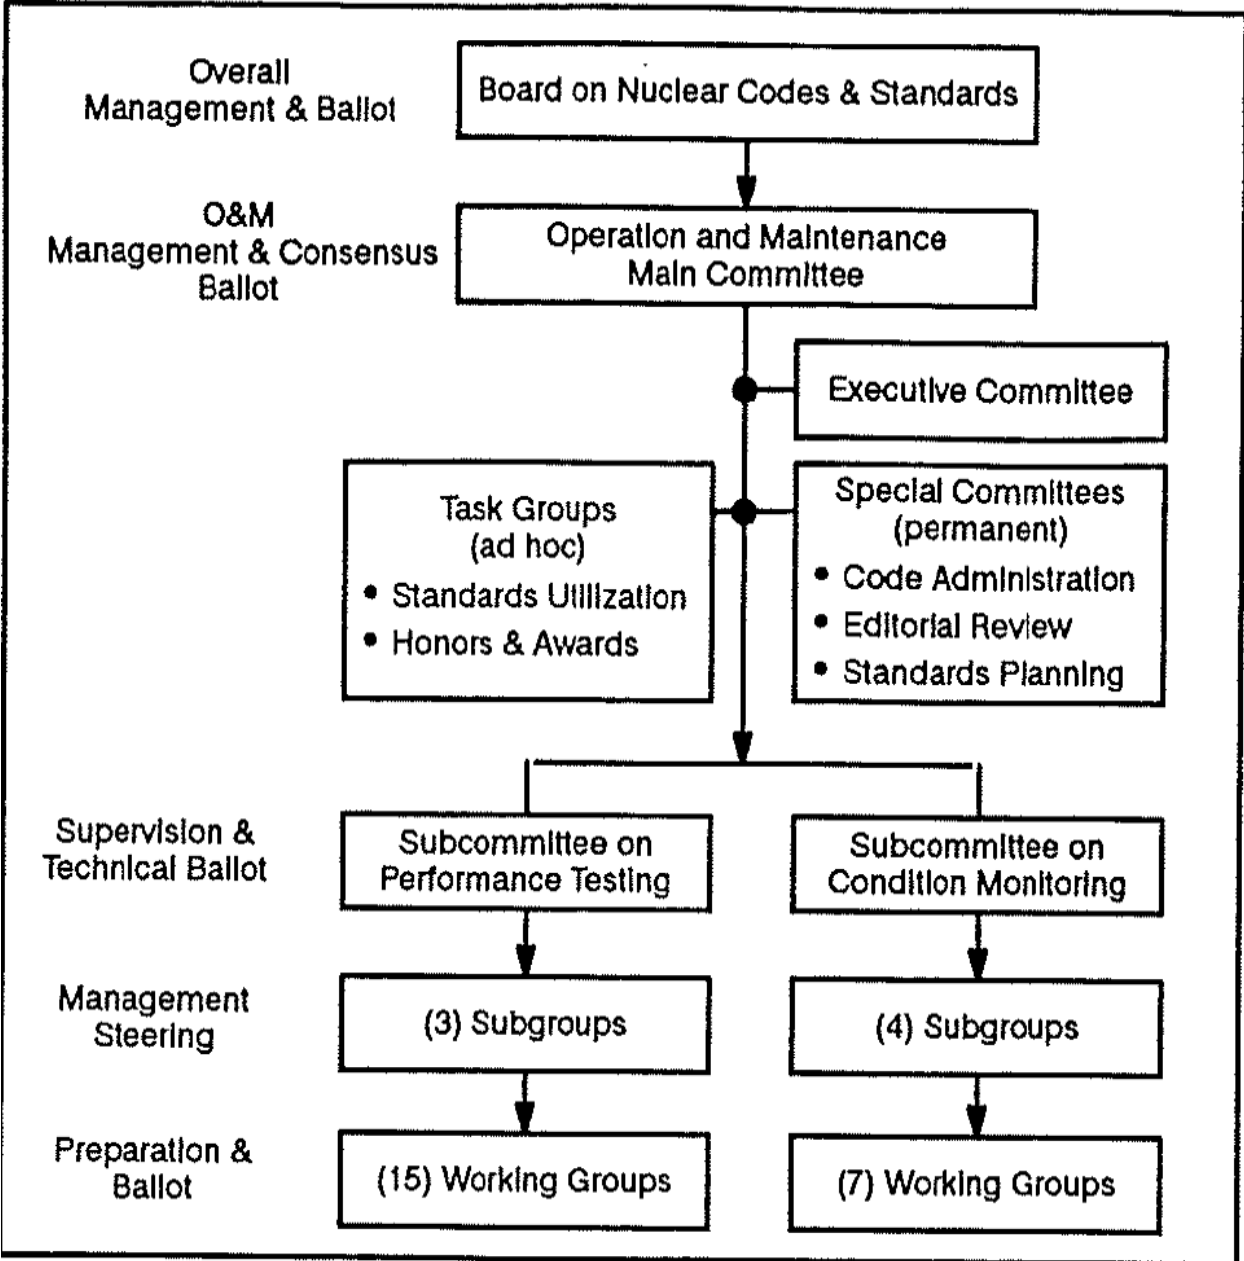 Overall
Management & Ballot
Board on Nuclear Codes & Standards
O&M
Management & Consensus
Ballot
Operation and Maintenance
Main Committee
Executive Committee
Task Groups
(ad hoc)
• Standards Utilization
• Honors & Awards
Special Committees
(permanent)
• Code Administration
• Editorial Review
• Standards Planning
Supervision &
Technical Ballot
Subcommittee on
Performance Testing
Subcommittee on
Condition Monitoring
Management
Steering
(3) Subgroups
(4) Subgroups
Preparation &
Ballot
(15) Working Groups
(7) Working Groups